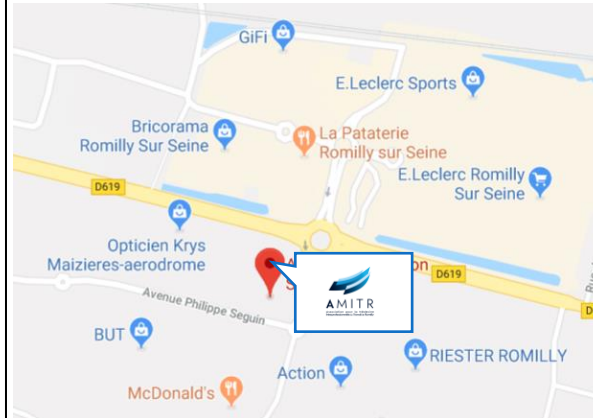 GiFi
E.Leclerc Sports
Bricorama
Romilly Sur Seine
La Pataterie
Romilly sur Seine
E.Leclerc Romilly
Sur Seine
D619
Opticien Krys
Maizieres-aerodrome
D619
AMITR
Avenue Philippe Seguin
BUT
RIESTER ROMILLY
Action
McDonald's